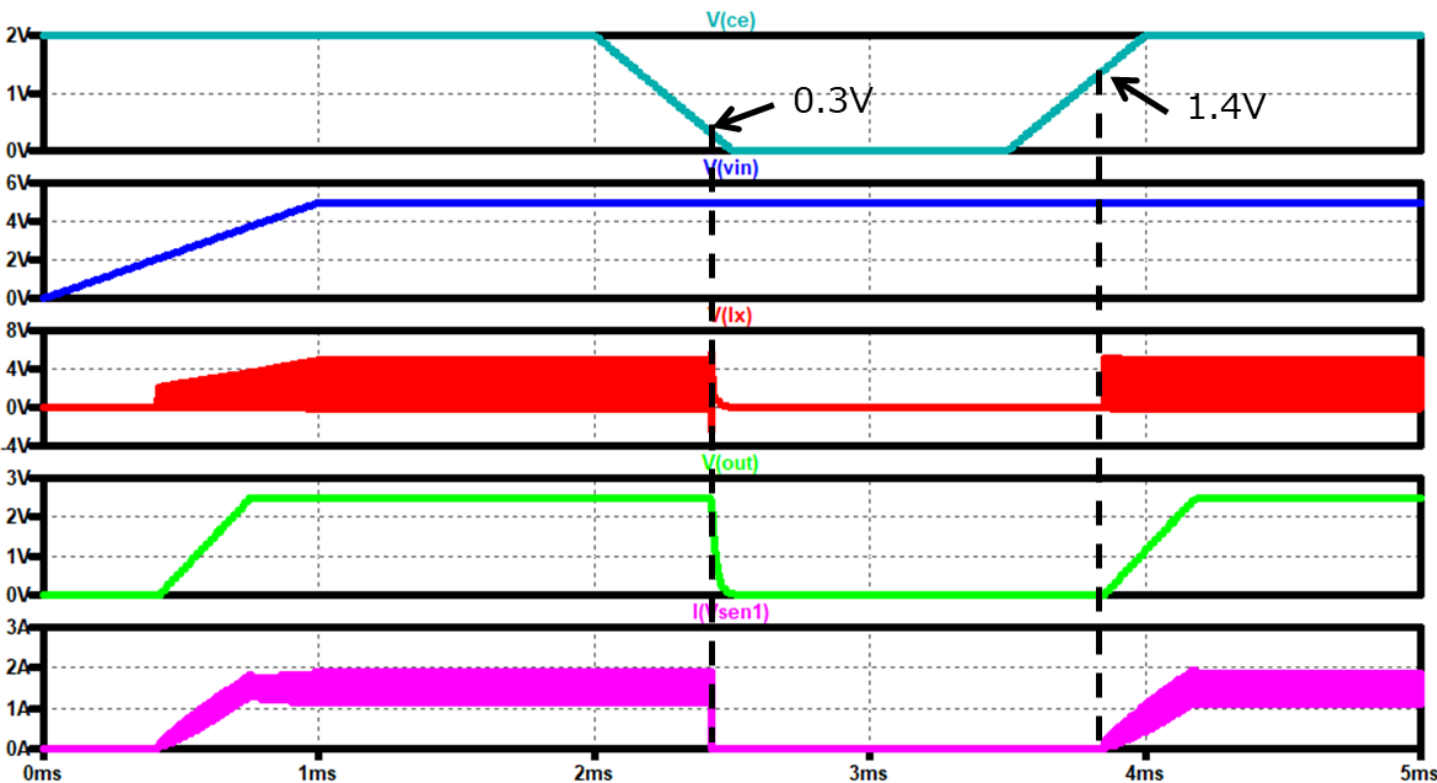 V(ce)
2V
1V
0V
0.3V
1.4V
V(vin)
6V
4V
2V
0V
V(lx)
8V
4V
0V
-4V
V(out)
3V
2V
1V
0V
I(Vsen1)
3A
2A
1A
0A
0ms 1ms 2ms 3ms 4ms 5ms